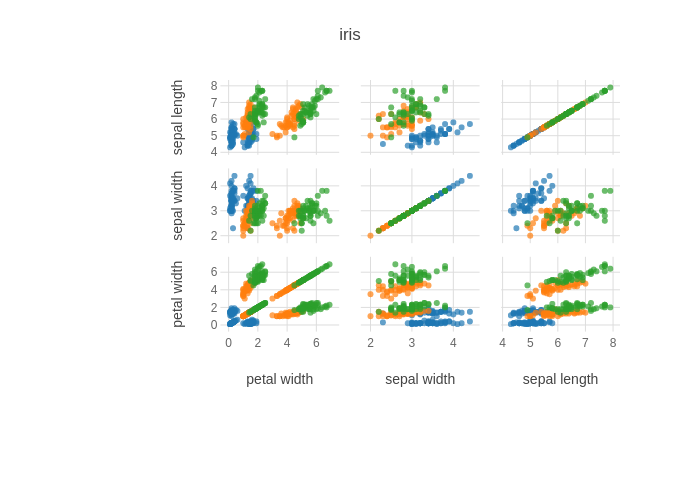 iris
sepal length
8
7
6
5
4
sepal width
4
3
2
petal width
6
4
2
0
0 2 4 6 2 3 4 4 5 6 7 8
petal width sepal width sepal length